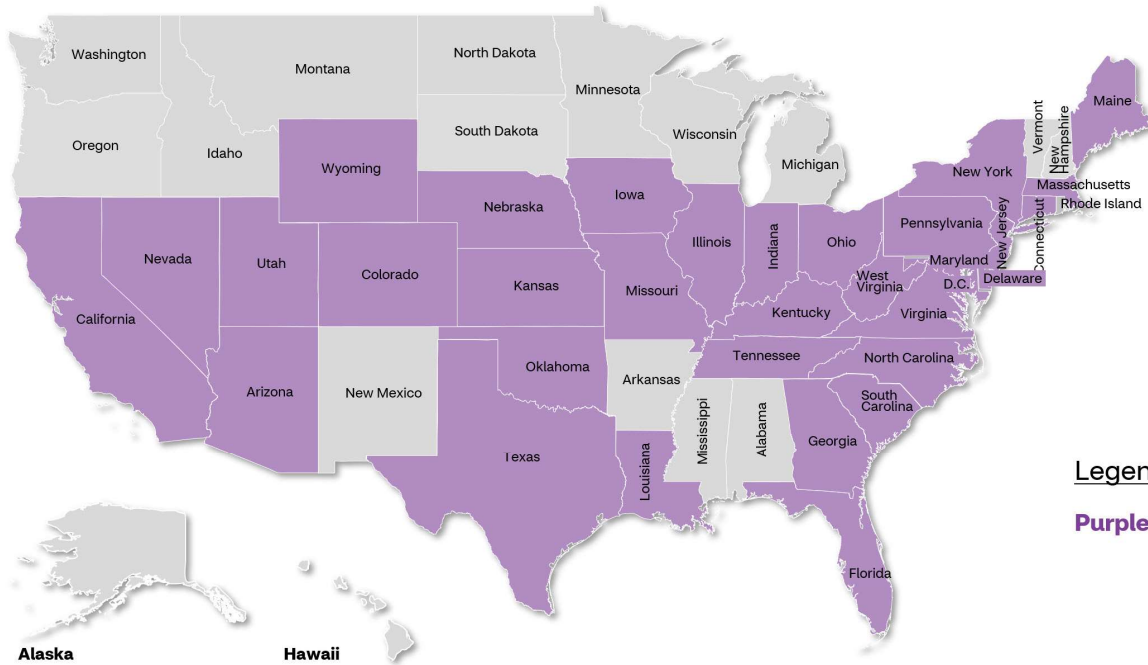 Washington
Montana
North Dakota
Minnesota
Oregon
Idaho
South Dakota
Wisconsin
Michigan
Vermont
New
Hampshire
Maine
Wyoming
Nebraska
Iowa
New York
Massachusetts
Rhode Island
Connecticut
New Jersey
Pennsylvania
Nevada
Utah
Colorado
Kansas
Missouri
Illinois
Indiana
Ohio
West
Virginia
Maryland
D.C.
Delaware
California
Kentucky
Virginia
Arizona
New Mexico
Oklahoma
Arkansas
Tennessee
North Carolina
South
Carolina
Texas
Louisiana
Mississippi
Alabama
Georgia
Florida
Legen
Purple
Alaska
Hawaii